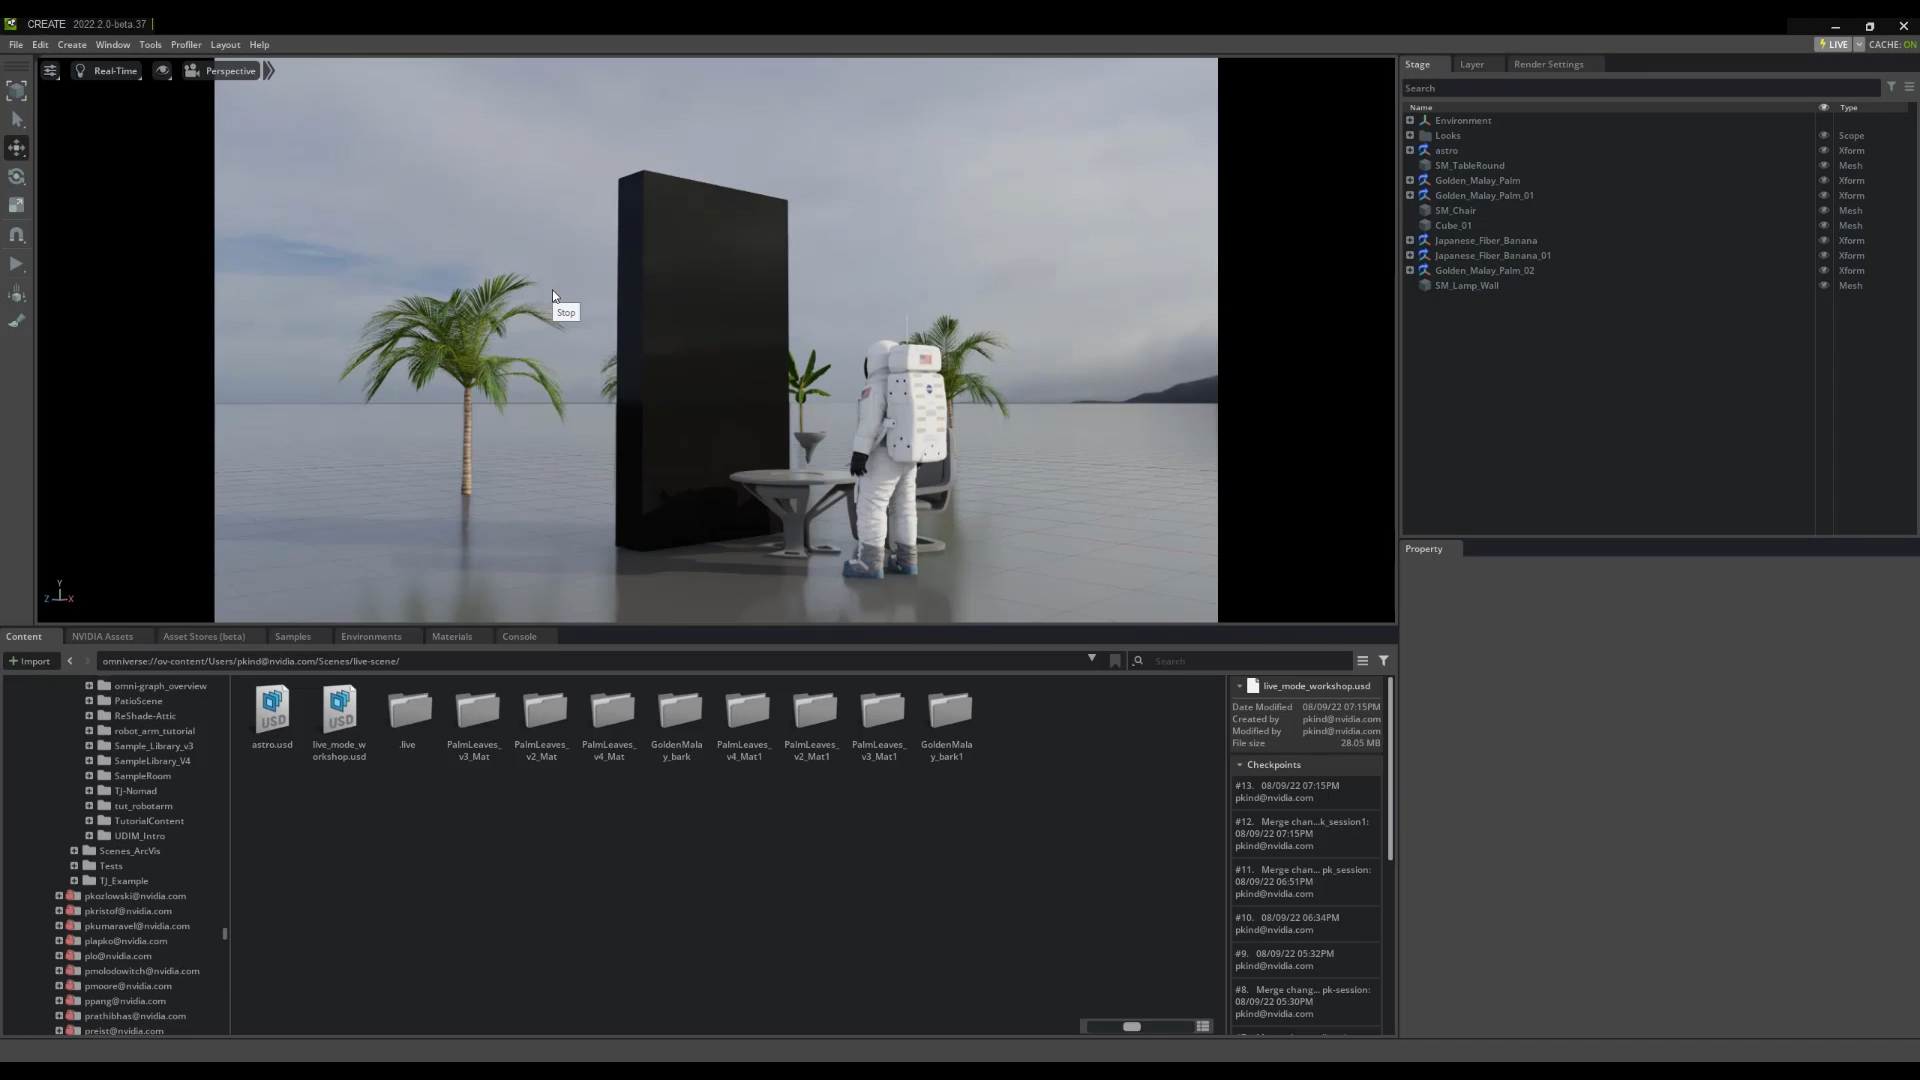 CREATE 2022.2.0-beta.37
File Edit Create Window Tools Profiler Layout Help
LIVE CACHE: ON
Real-Time Perspective
Stop
Y
Z X
Stage Layer Render Settings
Search
Name Type
Environment
Looks Scope
astro Xform
SM_TableRound Mesh
Golden_Malay_Palm Xform
Golden_Malay_Palm_01 Xform
SM_Chair Mesh
Cube_01 Mesh
Japanese_Fiber_Banana Xform
Japanese_Fiber_Banana_01 Xform
Golden_Malay_Palm_02 Xform
SM_Lamp_Wall Mesh
Property
Content NVIDIA Assets Asset Stores (beta) Samples Environments Materials Console
Import omniverse://ov-content/Users/pkind@nvidia.com/Scenes/live-scene/ Search
omni-graph_overview
PatioScene
ReShade-Attic
robot_arm_tutorial
Sample_Library_v3
SampleLibrary_V4
SampleRoom
TJ-Nomad
tut_robotarm
TutorialContent
UDIM_Intro
Scenes_ArcVis
Tests
TJ_Example
pkozlowski@nvidia.com
pkristof@nvidia.com
pkumaravel@nvidia.com
plapko@nvidia.com
plo@nvidia.com
pmolodowitch@nvidia.com
pmoore@nvidia.com
ppang@nvidia.com
prathibhas@nvidia.com
preist@nvidia.com
USD USD
astro.usd live_mode_w .live PalmLeaves_ PalmLeaves_ PalmLeaves_ GoldenMala PalmLeaves_ PalmLeaves_ PalmLeaves_ GoldenMala
orkshop.usd v3_Mat v2_Mat v4_Mat y_bark v4_Mat1 v2_Mat1 v3_Mat1 y_bark1
live_mode_workshop.usd
Date Modified 08/09/22 07:15PM
Created by pkind@nvidia.com
Modified by pkind@nvidia.com
File size 28.05 MB
Checkpoints
#13. 08/09/22 07:15PM
pkind@nvidia.com
#12. Merge chan...k_session1:
08/09/22 07:15PM
pkind@nvidia.com
#11. Merge chan... pk_session:
08/09/22 06:51PM
pkind@nvidia.com
#10. 08/09/22 06:34PM
pkind@nvidia.com
#9. 08/09/22 05:32PM
pkind@nvidia.com
#8. Merge chang... pk-session:
08/09/22 05:30PM
pkind@nvidia.com